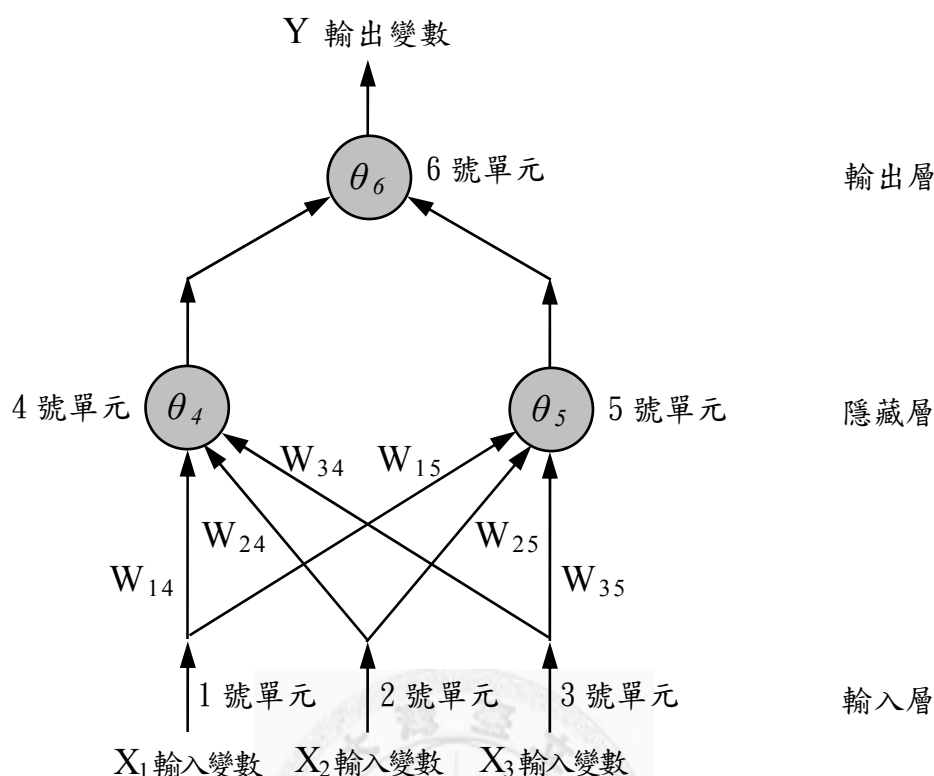 Y 輸出變數
θ6 6 號單元 輸出層
4 號單元 θ4 θ5 5 號單元 隱藏層
W34 W15
W24 W25
W14 W35
1 號單元 2 號單元 3 號單元 輸入層
X1輸入變數 X2輸入變數 X3輸入變數